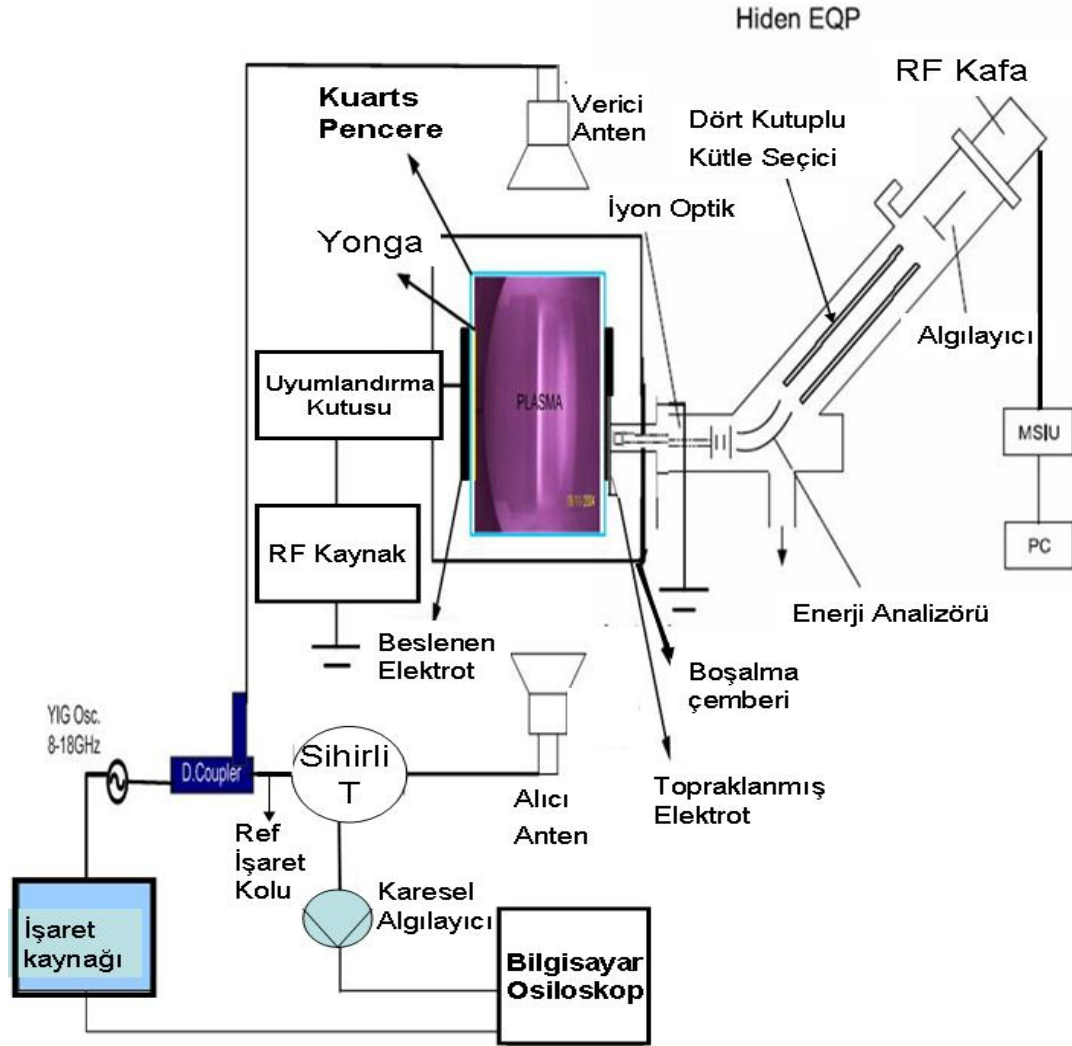 Hiden EQP
RF Kafa
Kuarts
Pencere
Verici
Anten
Dört Kutuplu
Kütle Seçici
İyon Optik
Yonga
Algılayıcı
Uyumlandırma
Kutusu
PLASMA
MSIU
RF Kaynak
PC
Enerji Analizörü
Beslenen
Elektrot
Boşalma
çemberi
YIG Osc.
8-18GHz
D.Coupler
Sihirli
T
Alıcı
Anten
Topraklanmış
Elektrot
Ref
İşaret
Kolu
Karesel
Algılayıcı
İşaret
kaynağı
Bilgisayar
Osiloskop